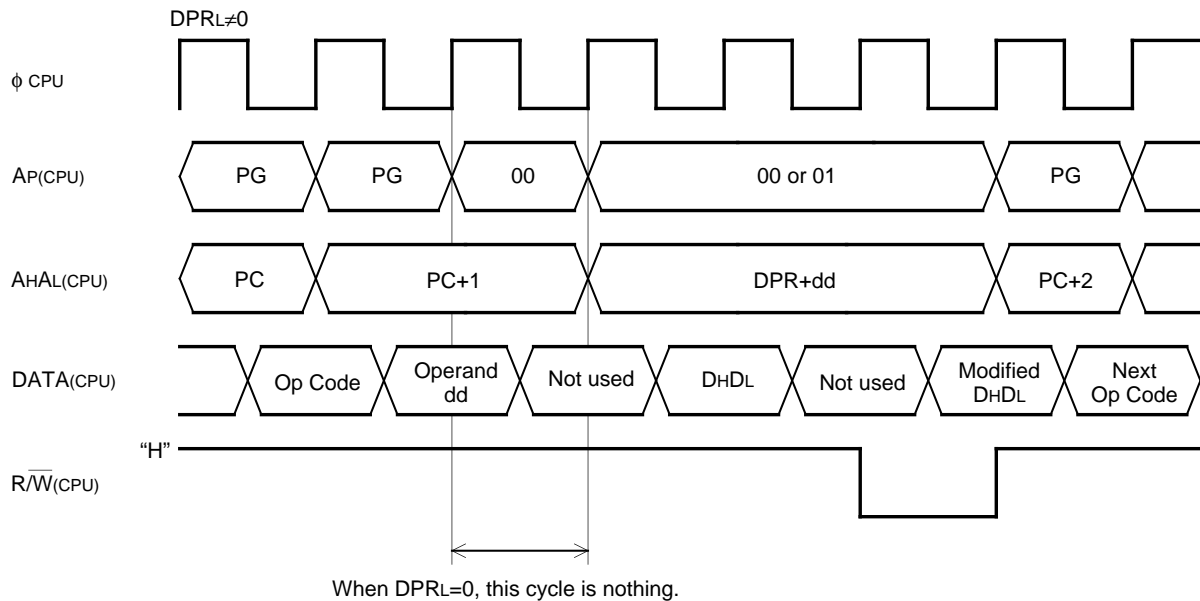 DPRL≠0
φ CPU
AP(CPU) PG PG 00 00 or 01 PG
AHAL(CPU) PC PC+1 DPR+dd PC+2
DATA(CPU) Op Code Operand dd Not used DHDL Not used Modified DHDL Next Op Code
“H”
R/W̅(CPU)
When DPRL=0, this cycle is nothing.